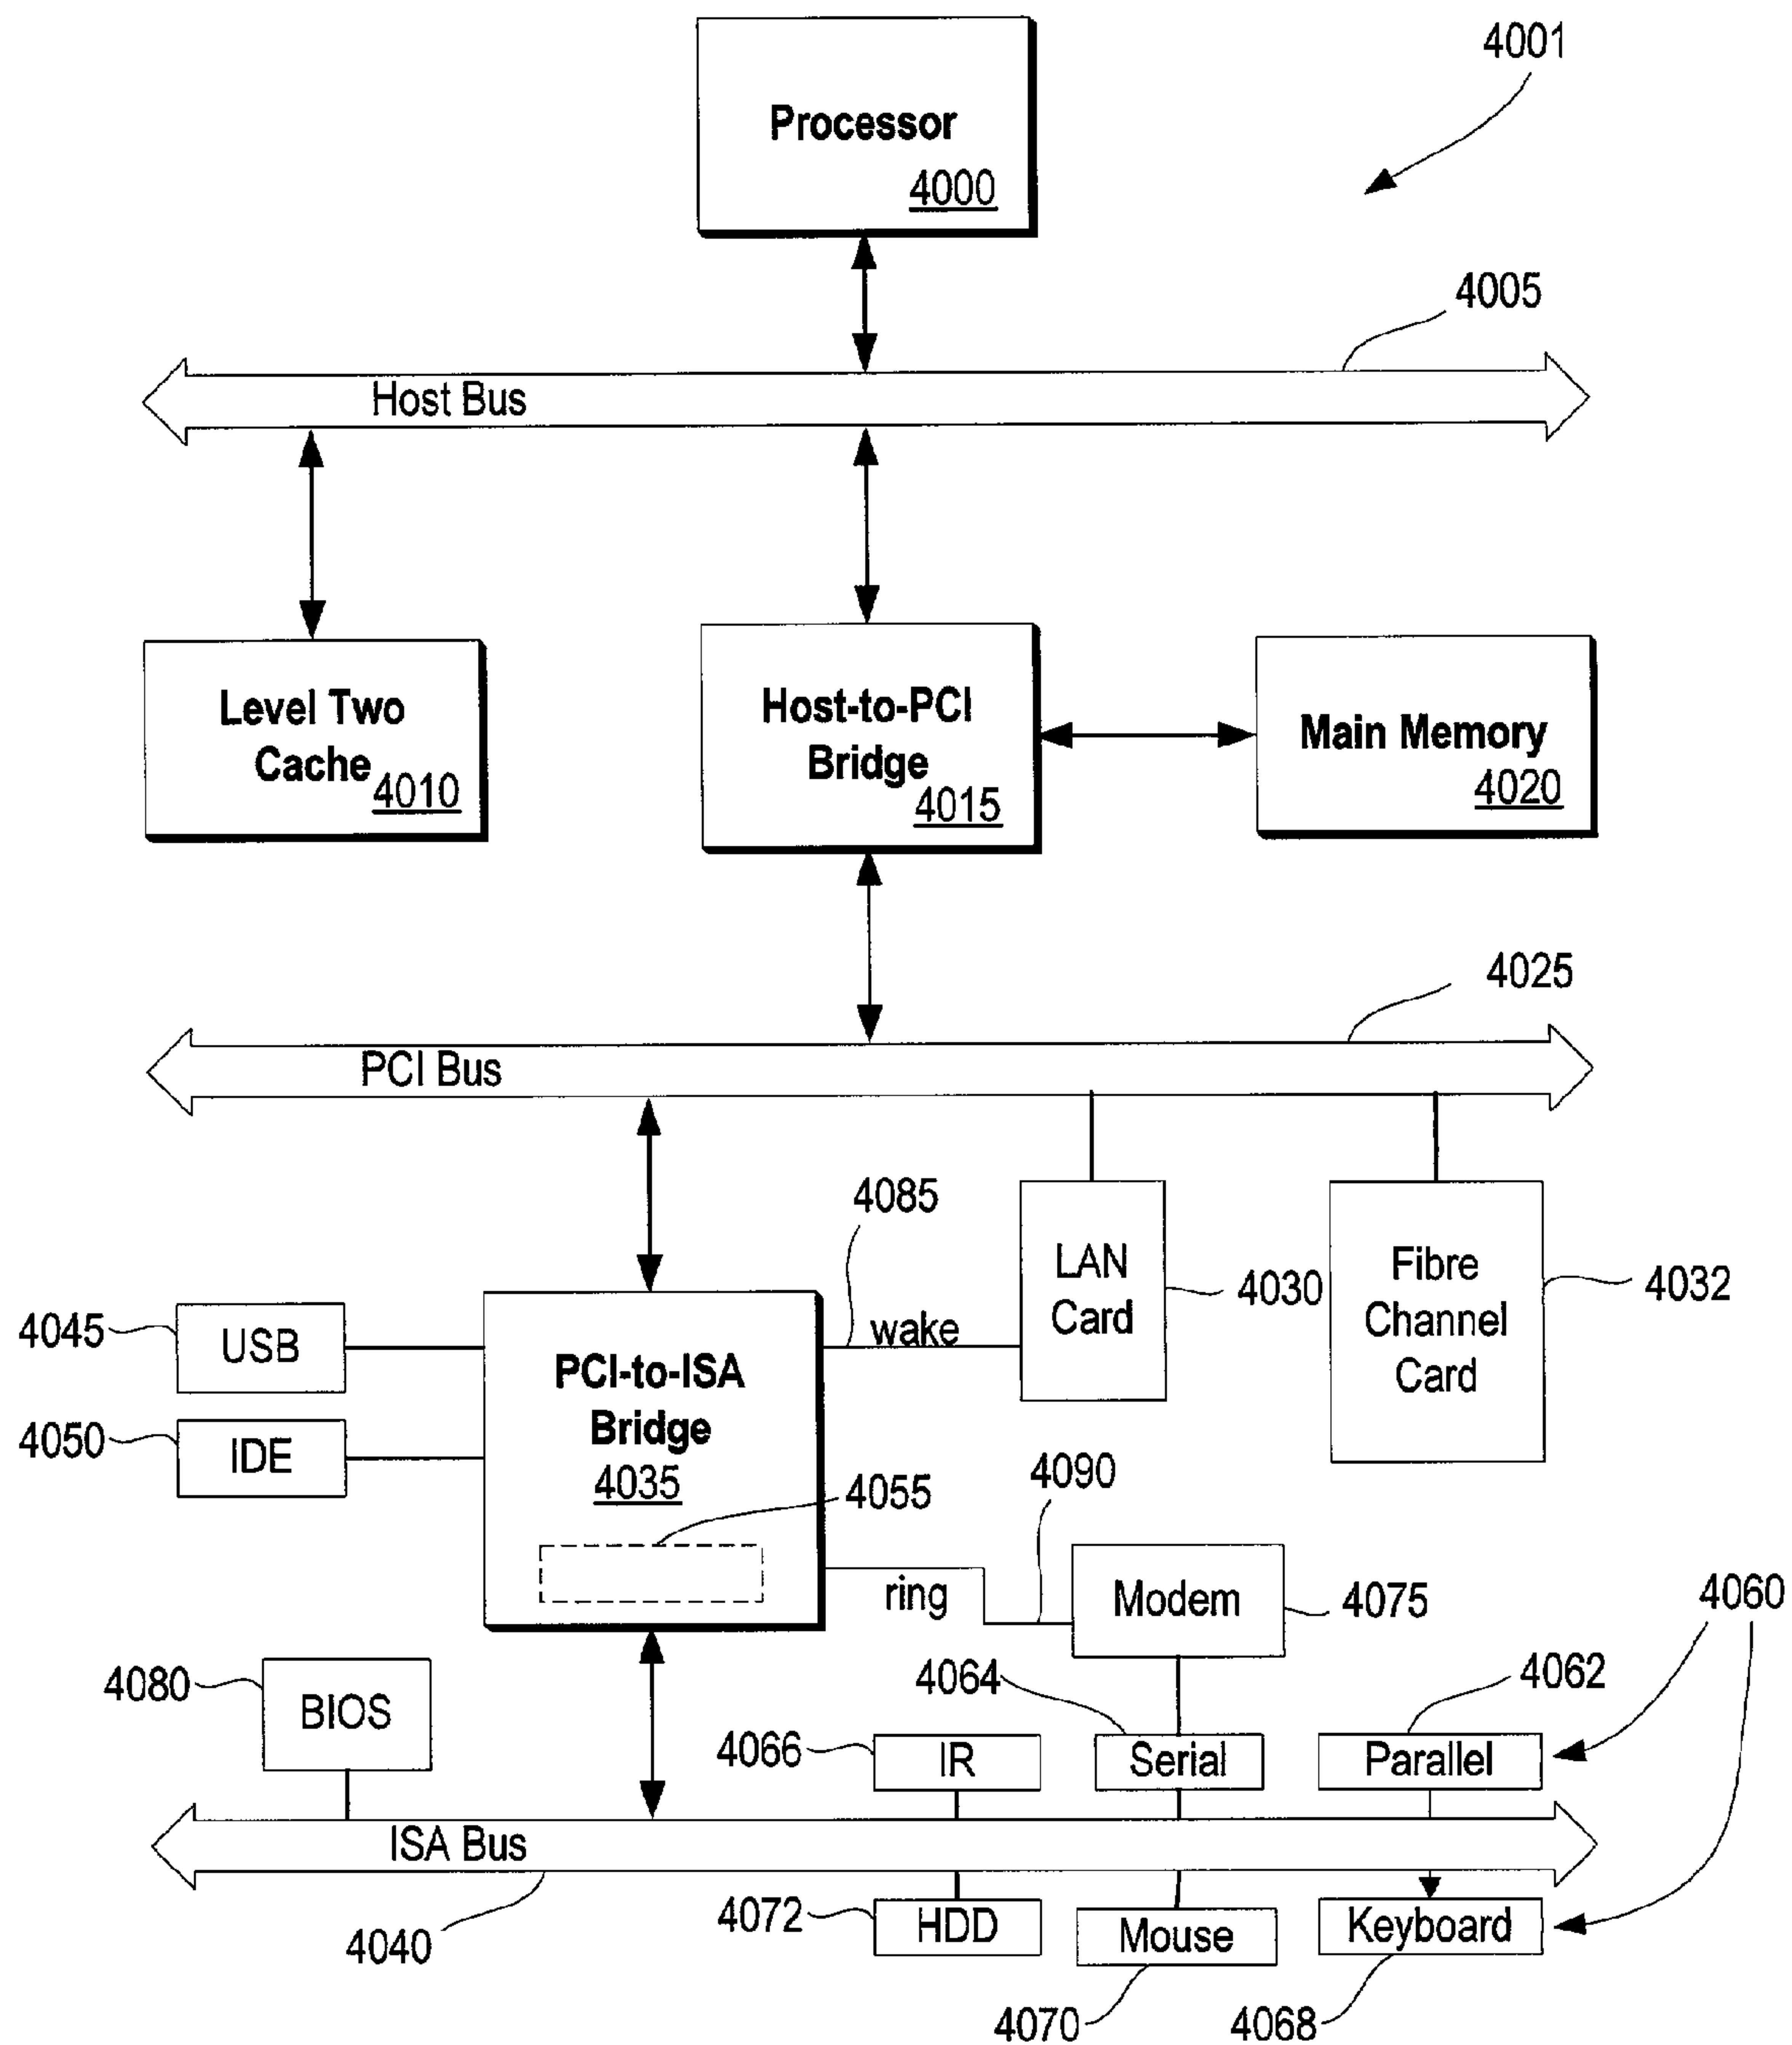 4001
Processor
4000
4005
Host Bus
Level Two
Cache
4010
Host-to-PCI
Bridge
4015
Main Memory
4020
4025
PCI Bus
4085
LAN
Card
4030
Fibre
Channel
Card
4032
4045
USB
wake
PCI-to-ISA
Bridge
4035
4050
IDE
4055
4090
ring
Modem
4075
4060
4080
BIOS
4064
4062
4066
IR
Serial
Parallel
ISA Bus
4040
4072
HDD
Mouse
Keyboard
4070
4068